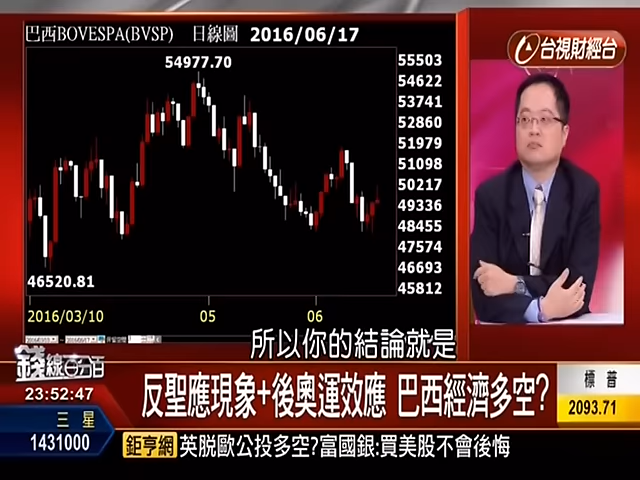 巴西BOVESPA(BVSP) 日線圖 2016/06/17
台視財經台
54977.70
55503
54622
53741
52860
51979
51098
50217
49336
48455
47574
46693
45812
46520.81
2016/03/10
05
06
所以你的結論就是
錢線百分百
反聖應現象+後奧運效應 巴西經濟多空?
標普
2093.71
23:52:47
三星
1431000
鉅亨網
英脫歐公投多空?富國銀:買美股不會後悔